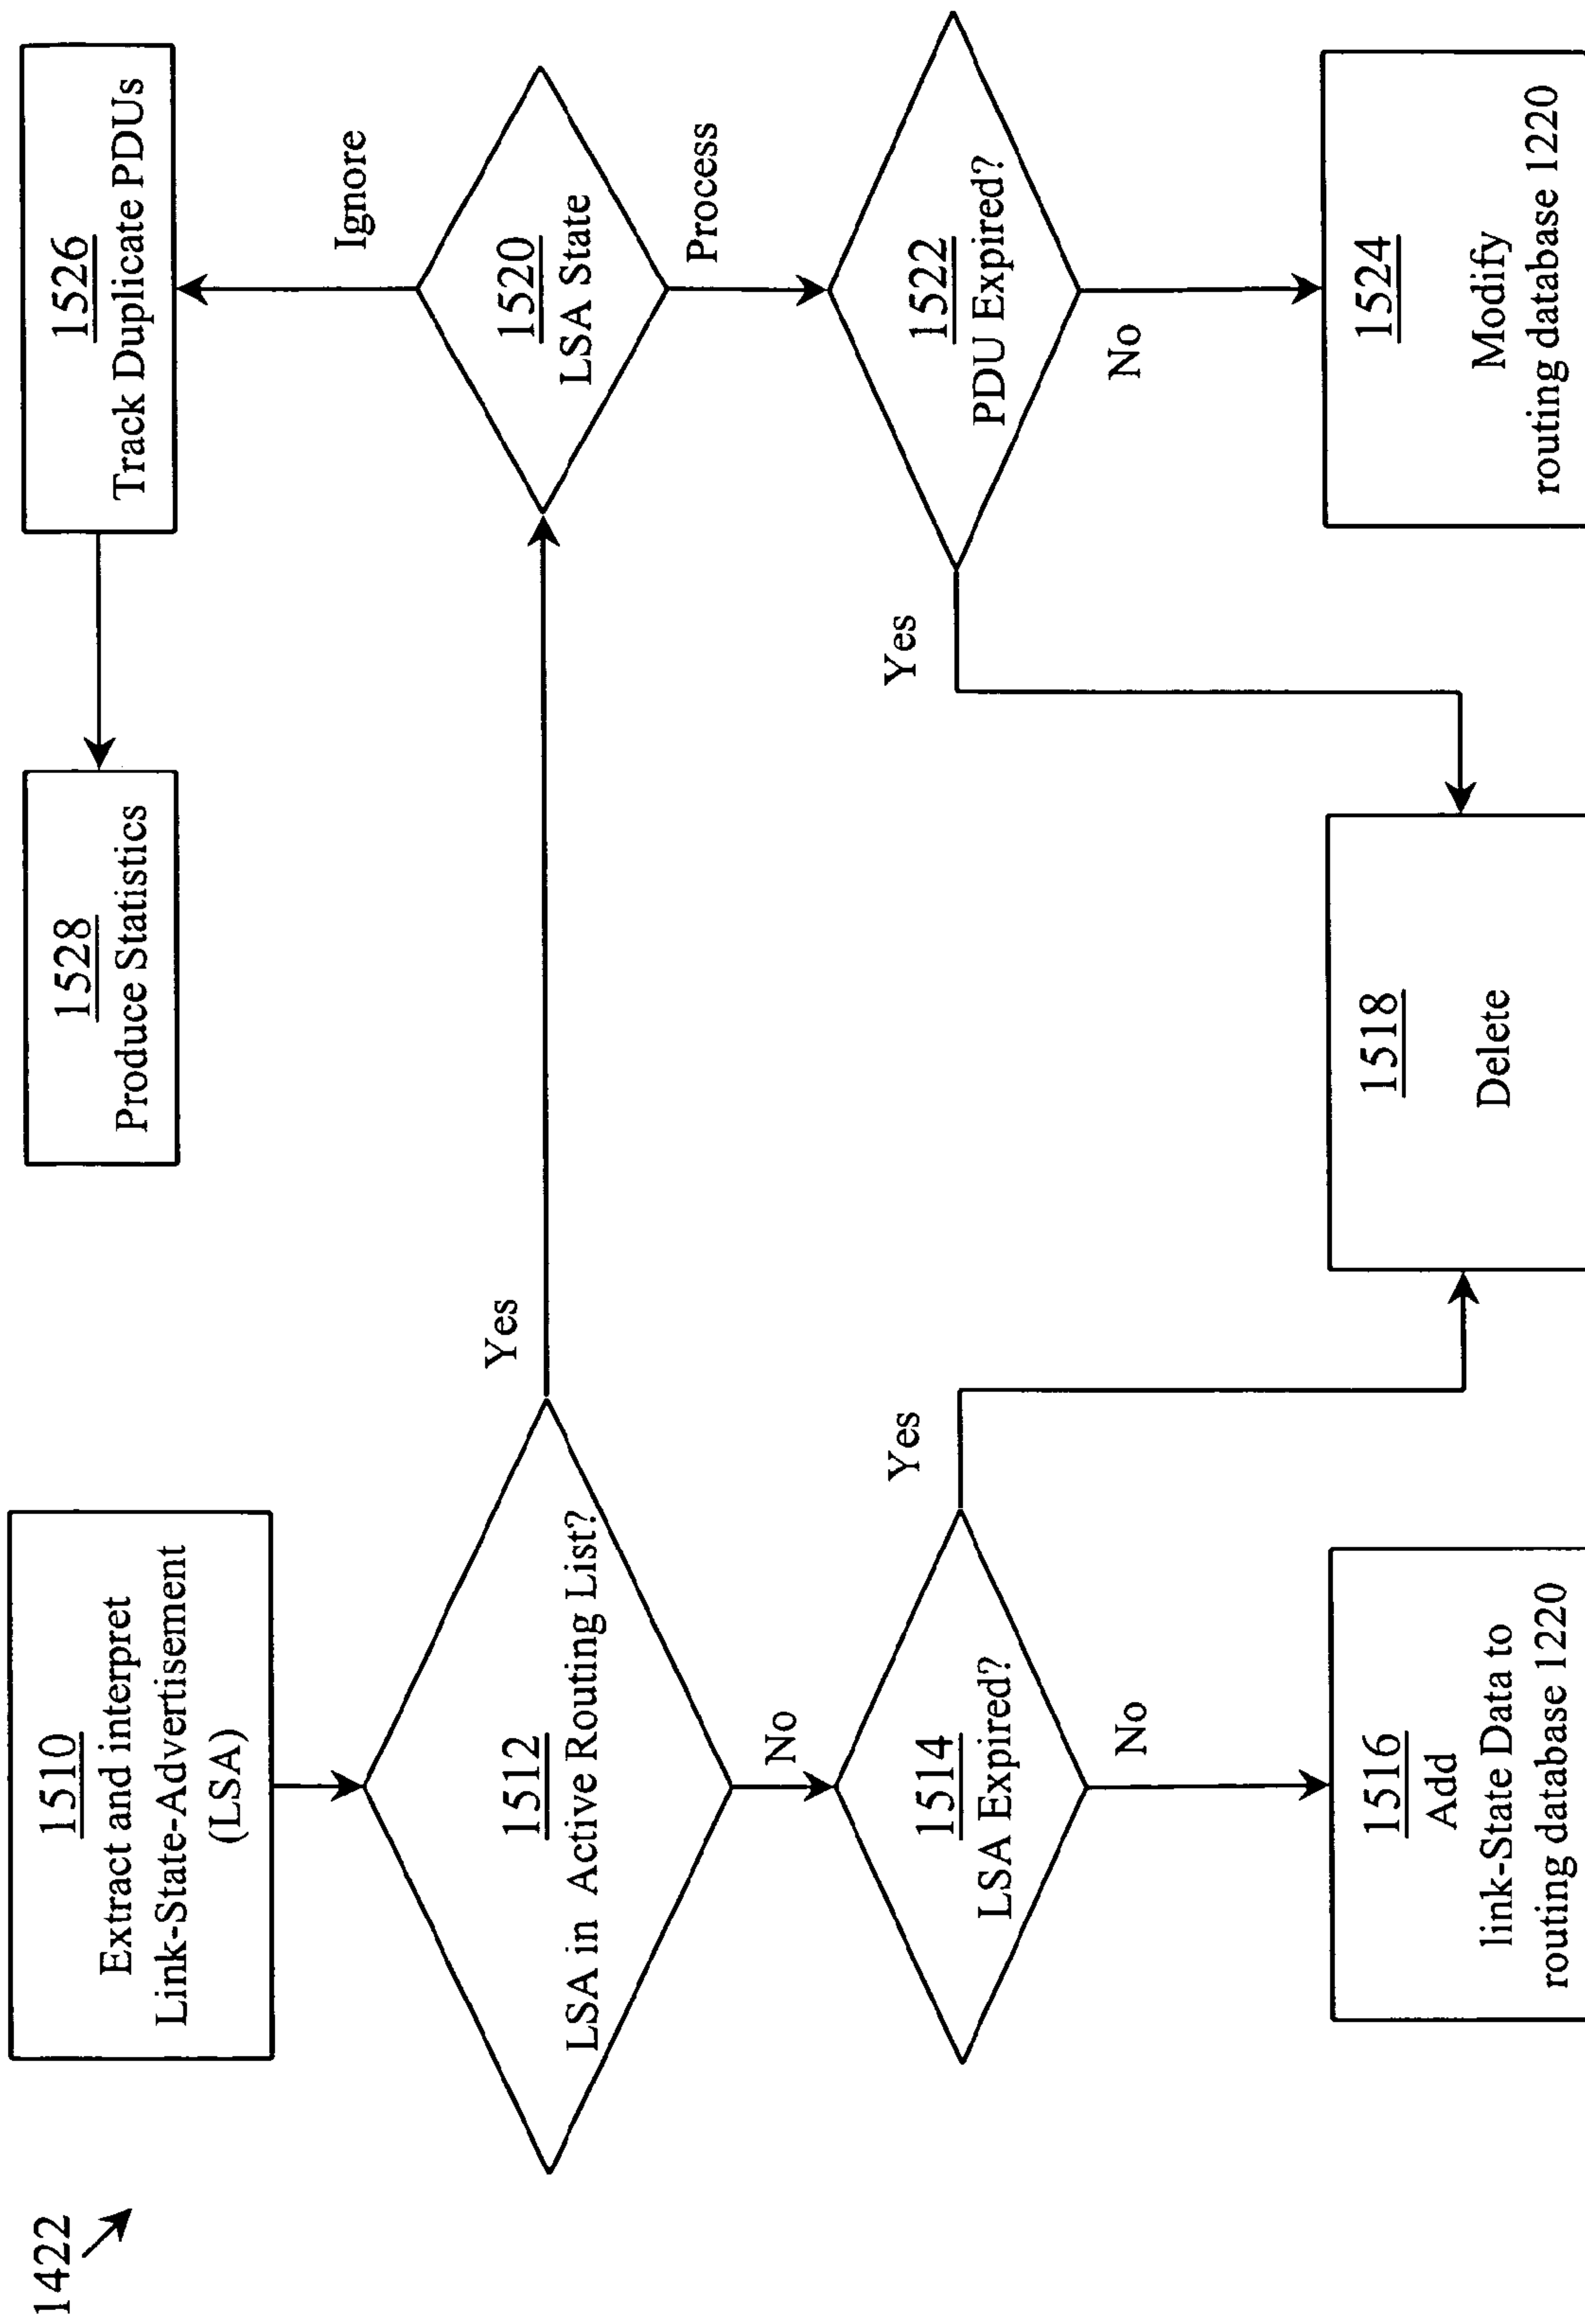 1422
1510
Extract and interpret
Link-State-Advertisement
(LSA)
1528
Produce Statistics
1526
Track Duplicate PDUs
Ignore
1512
LSA in Active Routing List?
Yes
1520
LSA State
No
Process
1514
LSA Expired?
Yes
Yes
1522
PDU Expired?
No
No
1516
Add
link-State Data to
routing database 1220
1518
Delete
1524
Modify
routing database 1220